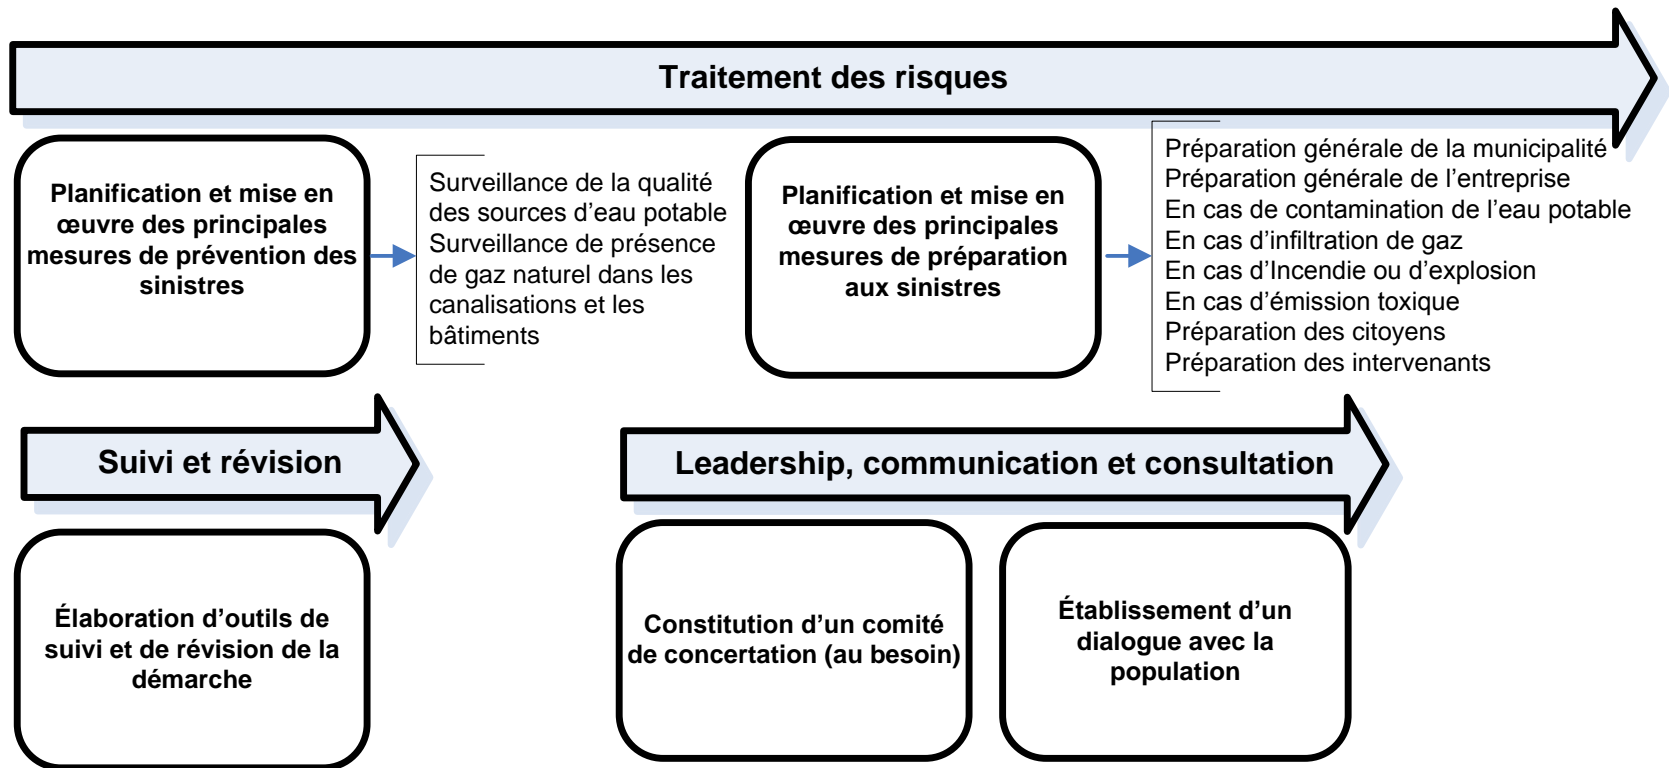 Traitement des risques
Planification et mise en
œuvre des principales
mesures de prévention des
sinistres
Surveillance de la qualité
des sources d’eau potable
Surveillance de présence
de gaz naturel dans les
canalisations et les
bâtiments
Planification et mise en
œuvre des principales
mesures de préparation
aux sinistres
Préparation générale de la municipalité
Préparation générale de l’entreprise
En cas de contamination de l’eau potable
En cas d’infiltration de gaz
En cas d’Incendie ou d’explosion
En cas d’émission toxique
Préparation des citoyens
Préparation des intervenants
Suivi et révision
Élaboration d’outils de
suivi et de révision de la
démarche
Leadership, communication et consultation
Constitution d’un comité
de concertation (au besoin)
Établissement d’un
dialogue avec la
population